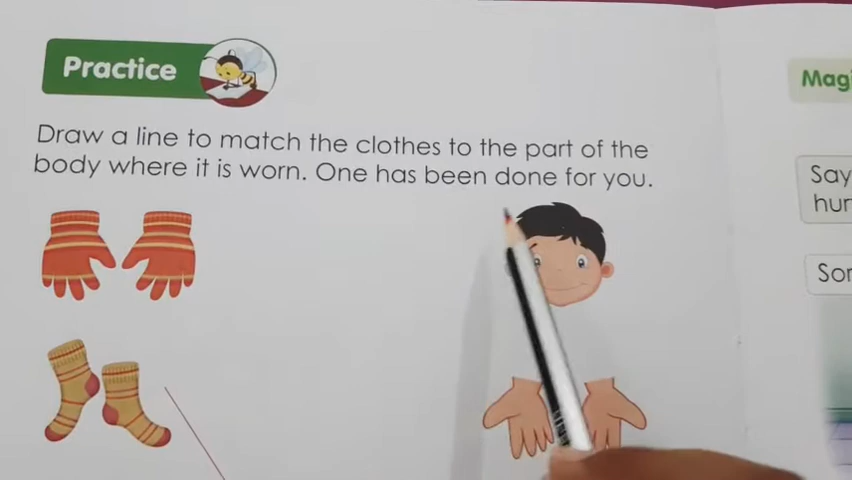 Practice
Draw a line to match the clothes to the part of the
body where it is worn. One has been done for you.
Say